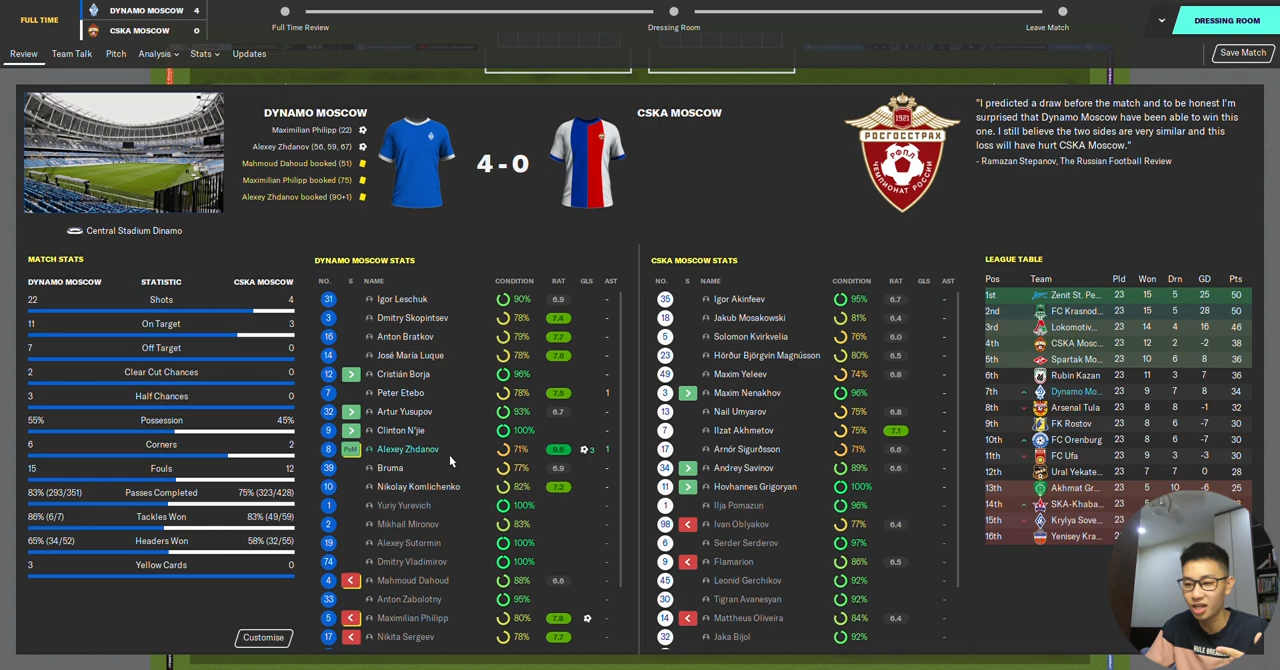 FULL TIME
DYNAMO MOSCOW 4
CSKA MOSCOW 0
Full Time Review
Dressing Room
Leave Match
DRESSING ROOM
Review Team Talk Pitch Analysis Stats Updates
Save Match
DYNAMO MOSCOW
Maximilian Philipp (22)
Alexey Zhdanov (56, 59, 67)
Mahmoud Dahoud booked (51)
Maximilian Philipp booked (75)
Alexey Zhdanov booked (90+1)
4 - 0
CSKA MOSCOW
1921
РОСГОССТРАХ
РФПЛ
ЧЕМПИОНАТ РОССИИ
"I predicted a draw before the match and to be honest I'm
surprised that Dynamo Moscow have been able to win this
one. I still believe the two sides are very similar and this
loss will have hurt CSKA Moscow."
- Ramazan Stepanov, The Russian Football Review
Central Stadium Dinamo
MATCH STATS
DYNAMO MOSCOW STATISTIC CSKA MOSCOW
22 Shots 4
11 On Target 3
7 Off Target 0
2 Clear Cut Chances 0
3 Half Chances 0
55% Possession 45%
6 Corners 2
15 Fouls 12
83% (293/351) Passes Completed 75% (323/428)
86% (6/7) Tackles Won 83% (49/59)
65% (34/52) Headers Won 58% (32/55)
3 Yellow Cards 0
Customise
DYNAMO MOSCOW STATS
NO. S NAME CONDITION RAT GLS AST
31 Igor Leschuk 90% 6.9 -
3 Dmitry Skopintsev 78% 7.4 -
16 Anton Bratkov 79% 7.7 -
14 José María Luque 78% 7.6 -
12 Cristián Borja 96% -
7 Peter Etebo 78% 7.5 1
32 Artur Yusupov 93% 6.7 -
9 Clinton N'jie 100% -
8 PoM Alexey Zhdanov 71% 9.6 3 1
39 Bruma 77% 6.9 -
10 Nikolay Komlichenko 82% 7.2 -
1 Yuriy Yurevich 100% -
2 Mikhail Mironov 83% -
19 Alexey Sutormin 100% -
74 Dmitry Vladimirov 100% -
4 Mahmoud Dahoud 88% 6.6 -
33 Anton Zabolotny 95% -
5 Maximilian Philipp 80% 7.8 -
17 Nikita Sergeev 78% 7.7 -
CSKA MOSCOW STATS
NO. S NAME CONDITION RAT GLS AST
35 Igor Akinfeev 95% 6.7 -
18 Jakub Mosakowski 81% 6.4 -
5 Solomon Kvirkvelia 76% 6.0 -
23 Hörður Björgvin Magnússon 80% 6.5 -
49 Maxim Yeleev 74% 6.8 -
3 Maxim Nenakhov 96% -
13 Nail Umyarov 75% 6.8 -
7 Ilzat Akhmetov 75% 7.1 -
17 Arnór Sigurðsson 71% 6.6 -
34 Andrey Savinov 89% 6.6 -
11 Hovhannes Grigoryan 100% -
1 Ilja Pomazun 96% -
98 Ivan Oblyakov 77% 6.4 -
6 Serder Serderov 97% -
9 Flamarion 86% 6.5 -
45 Leonid Gerchikov 92% -
30 Tigran Avanesyan 92% -
14 Mattheus Oliveira 84% 6.4 -
32 Jaka Bijol 92% -
LEAGUE TABLE
Pos Team Pld Won Drn GD Pts
1st Zenit St. Pe... 23 15 5 25 50
2nd FC Krasnod... 23 15 5 28 50
3rd Lokomotiv... 23 14 4 16 46
4th CSKA Mosc... 23 12 2 -2 38
5th Spartak Mo... 23 10 6 8 36
6th Rubin Kazan 23 11 3 7 36
7th Dynamo Mo... 23 9 7 8 34
8th Arsenal Tula 23 8 8 -1 32
9th FK Rostov 23 8 6 -7 30
10th FC Orenburg 23 8 6 -7 30
11th FC Ufa 23 9 3 -3 30
12th Ural Yekate... 23 7 7 0 28
13th Akhmat Gr... 23 5 10 -6 25
14th SKA-Khaba... 23
15th Krylya Sove... 23
16th Yenisey Kra...